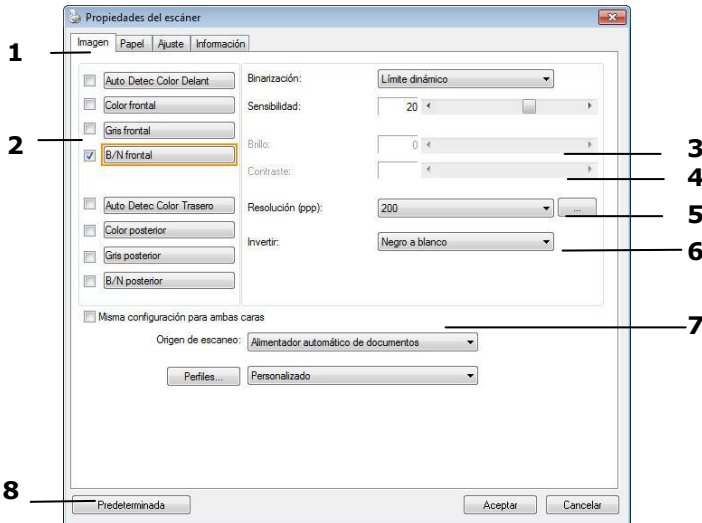 Propiedades del escáner
Imagen Papel Ajuste Información
1
Auto Detec Color Delant
Binarización: Límite dinámico
Color frontal
Sensibilidad: 20
Gris frontal
2
B/N frontal
Brillo: 0
3
Contraste:
4
Auto Detec Color Trasero
Resolución (ppp): 200 ...
5
Color posterior
Invertir: Negro a blanco
6
Gris posterior
B/N posterior
Misma configuración para ambas caras
7
Origen de escaneo: Alimentador automático de documentos
Perfiles... Personalizado
8
Predeterminada Aceptar Cancelar